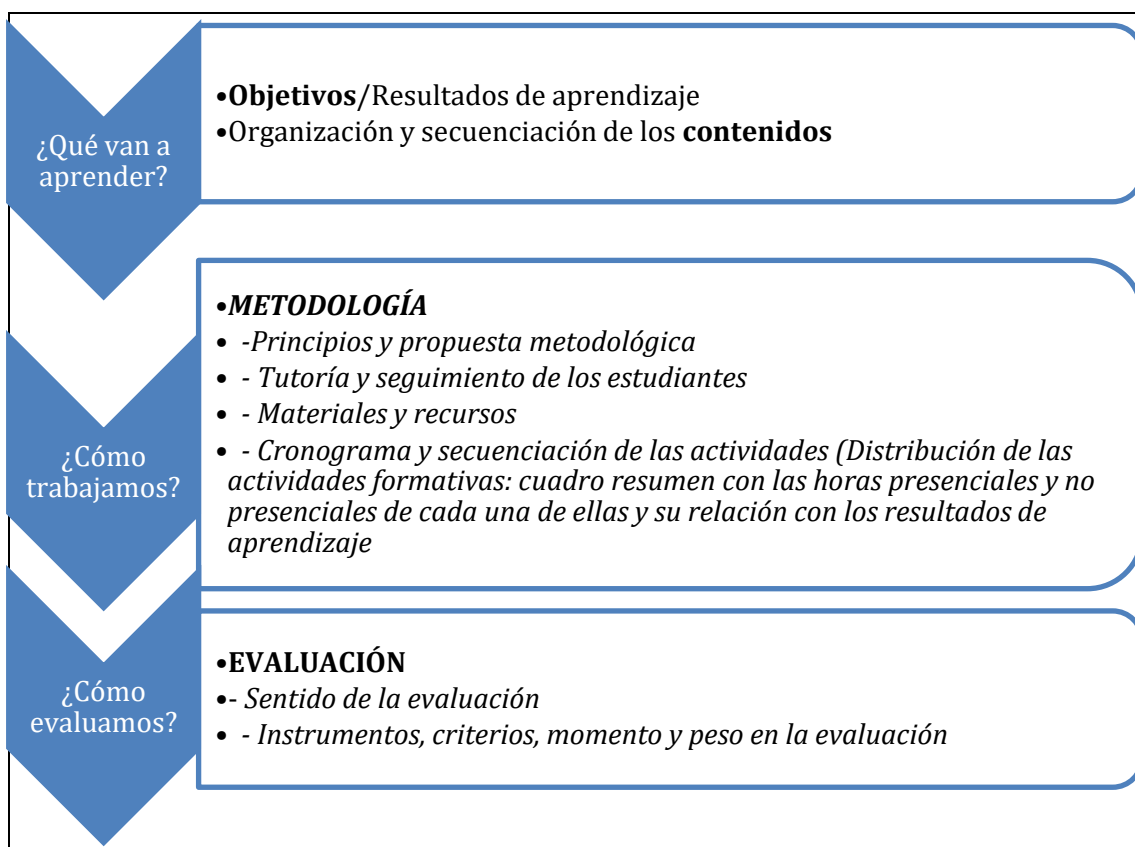 ¿Qué van a
aprender?
•Objetivos/Resultados de aprendizaje
•Organización y secuenciación de los contenidos
¿Cómo
trabajamos?
•METODOLOGÍA
• -Principios y propuesta metodológica
• - Tutoría y seguimiento de los estudiantes
• - Materiales y recursos
• - Cronograma y secuenciación de las actividades (Distribución de las
actividades formativas: cuadro resumen con las horas presenciales y no
presenciales de cada una de ellas y su relación con los resultados de
aprendizaje
¿Cómo
evaluamos?
•EVALUACIÓN
•- Sentido de la evaluación
• - Instrumentos, criterios, momento y peso en la evaluación